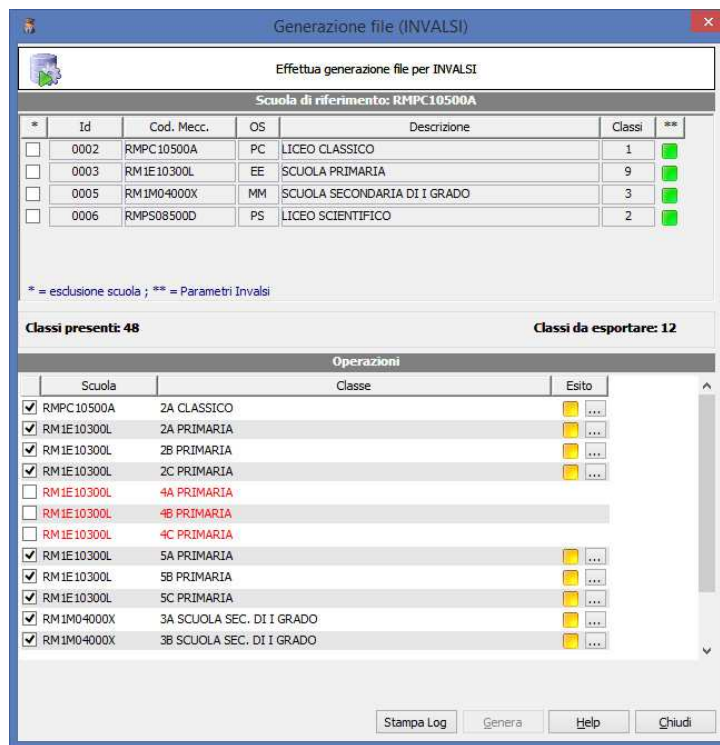 Generazione file (INVALSI)
Effettua generazione file per INVALSI
Scuola di riferimento: RMPC10500A
* Id Cod. Mecc. OS Descrizione Classi **
0002 RMPC10500A PC LICEO CLASSICO 1
0003 RM1E10300L EE SCUOLA PRIMARIA 9
0005 RM1M04000X MM SCUOLA SECONDARIA DI I GRADO 3
0006 RMPS08500D PS LICEO SCIENTIFICO 2
* = esclusione scuola ; ** = Parametri Invalsi
Classi presenti: 48 Classi da esportare: 12
Operazioni
Scuola Classe Esito
RMPC10500A 2A CLASSICO ...
RM1E10300L 2A PRIMARIA ...
RM1E10300L 2B PRIMARIA ...
RM1E10300L 2C PRIMARIA ...
RM1E10300L 4A PRIMARIA
RM1E10300L 4B PRIMARIA
RM1E10300L 4C PRIMARIA
RM1E10300L 5A PRIMARIA ...
RM1E10300L 5B PRIMARIA ...
RM1E10300L 5C PRIMARIA ...
RM1M04000X 3A SCUOLA SEC. DI I GRADO ...
RM1M04000X 3B SCUOLA SEC. DI I GRADO ...
Stampa Log Genera Help Chiudi